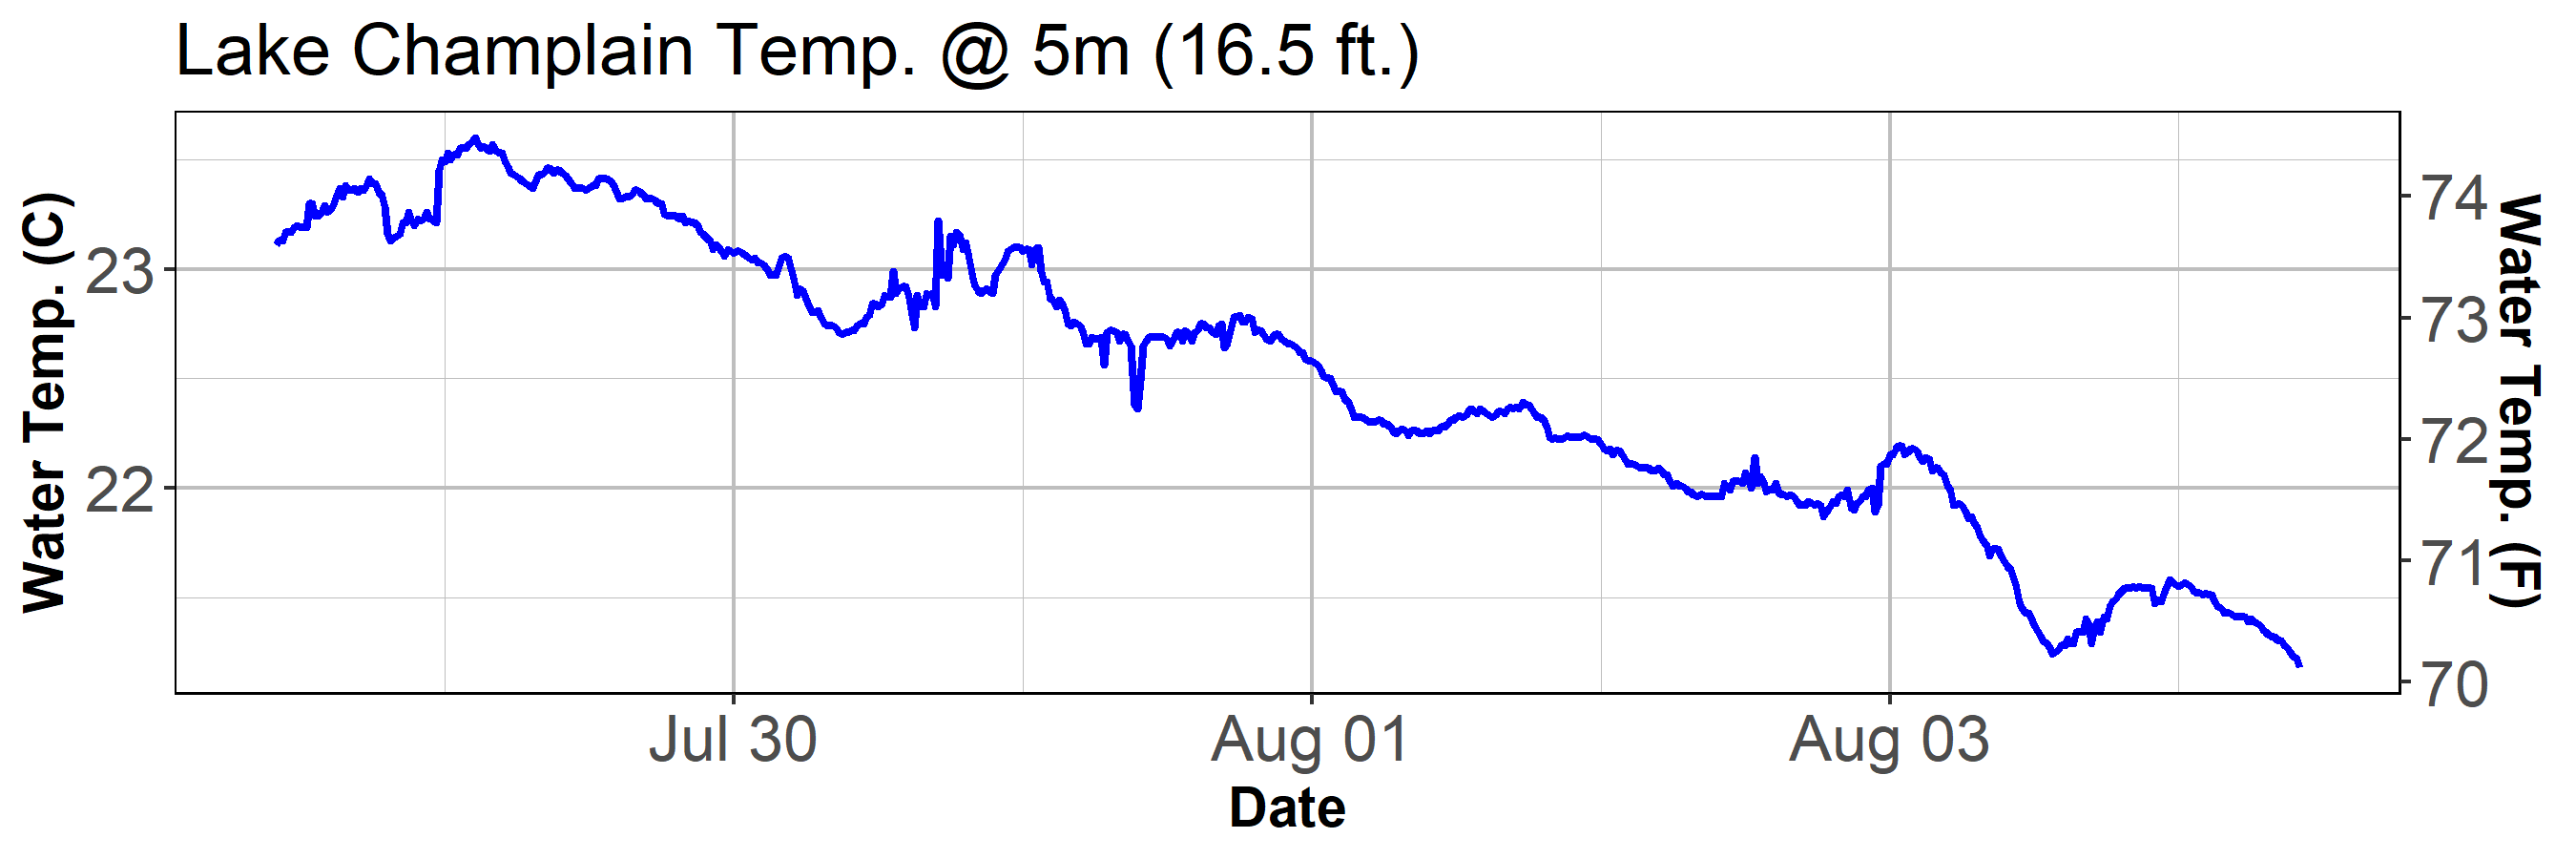 Lake Champlain Temp. @ 5m (16.5 ft.)
Water Temp. (C)
23
22
74
73
72
71
70
Water Temp. (F)
Jul 30
Aug 01
Aug 03
Date